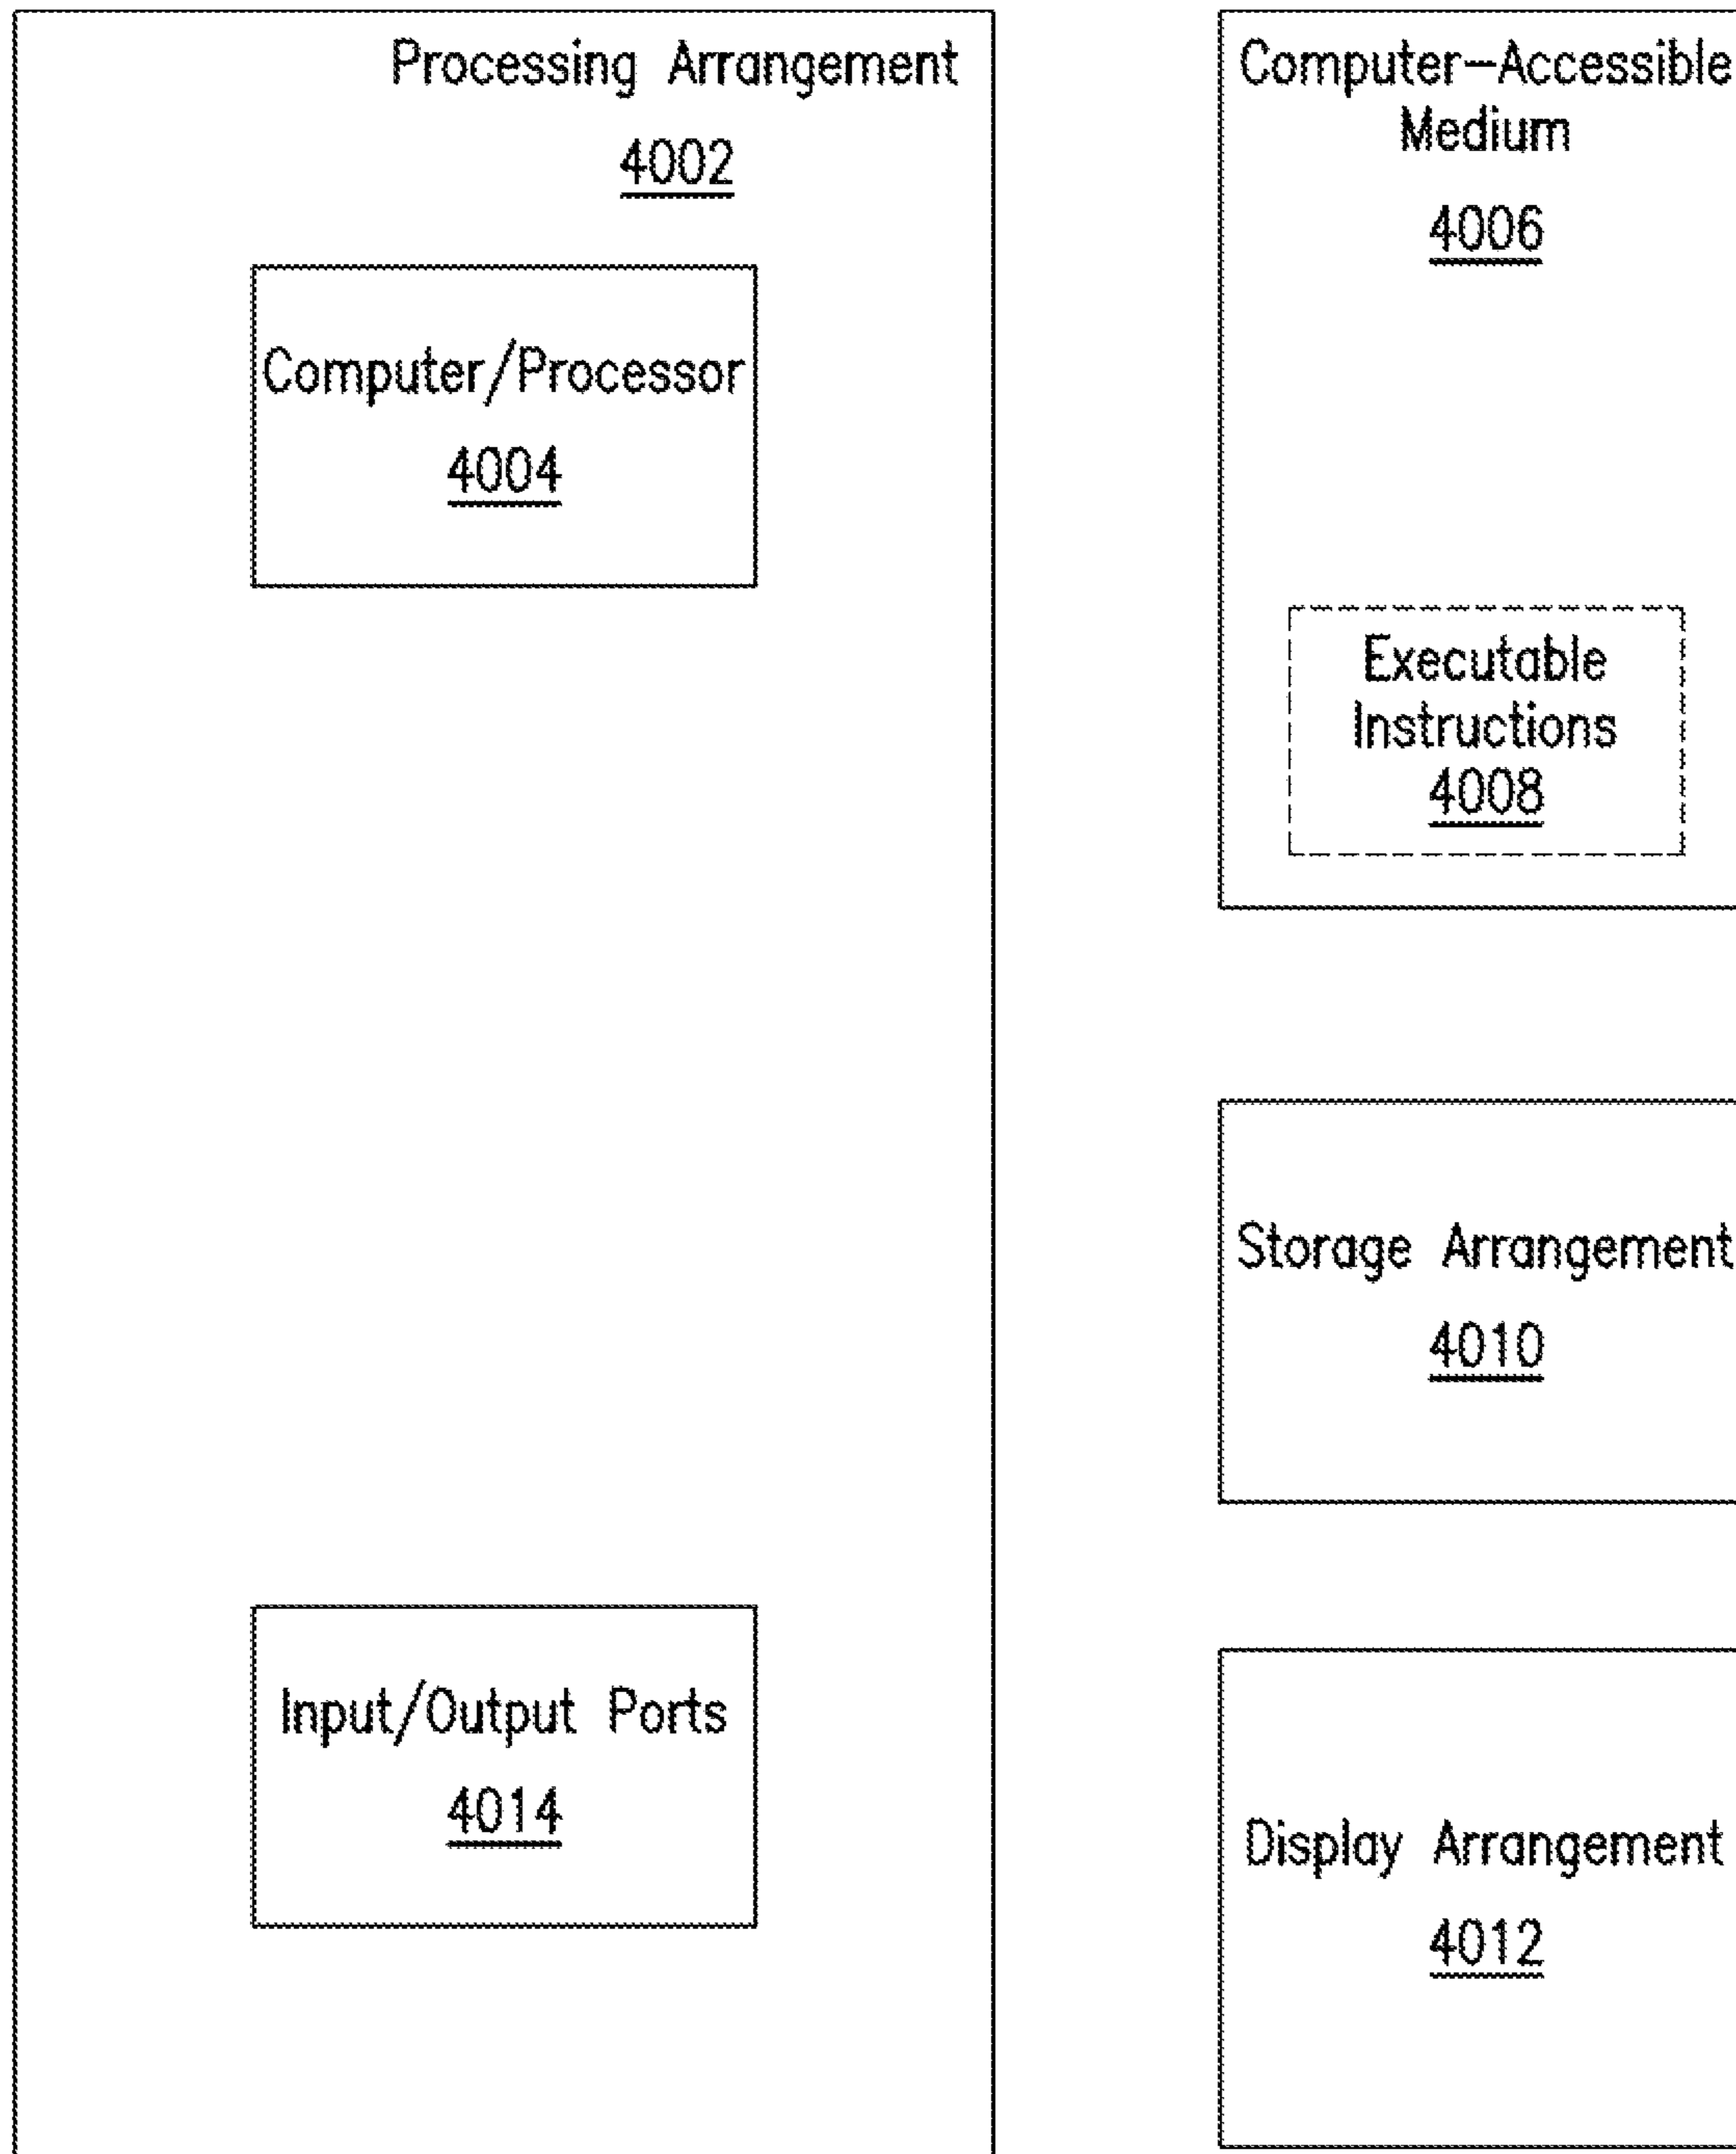 Processing Arrangement
4002
Computer/Processor
4004
Input/Output Ports
4014
Computer-Accessible
Medium
4006
Executable
Instructions
4008
Storage Arrangement
4010
Display Arrangement
4012